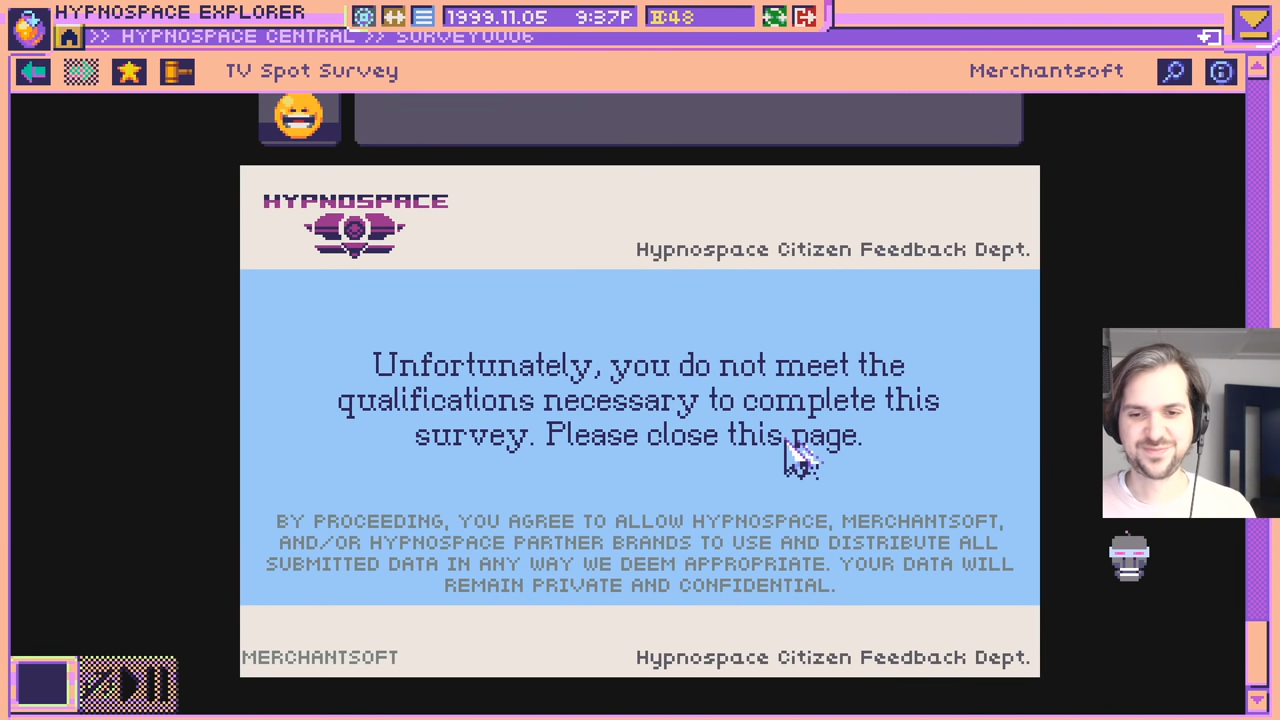 HYPNOSPACE EXPLORER
1999.11.05 9:37P
:48
>> HYPNOSPACE CENTRAL >> SURVEY0006
TV Spot Survey
Merchantsoft
HYPNOSPACE
Hypnospace Citizen Feedback Dept.
Unfortunately, you do not meet the
qualifications necessary to complete this
survey. Please close this page.
BY PROCEEDING, YOU AGREE TO ALLOW HYPNOSPACE, MERCHANTSOFT,
AND/OR HYPNOSPACE PARTNER BRANDS TO USE AND DISTRIBUTE ALL
SUBMITTED DATA IN ANY WAY WE DEEM APPROPRIATE. YOUR DATA WILL
REMAIN PRIVATE AND CONFIDENTIAL.
MERCHANTSOFT
Hypnospace Citizen Feedback Dept.